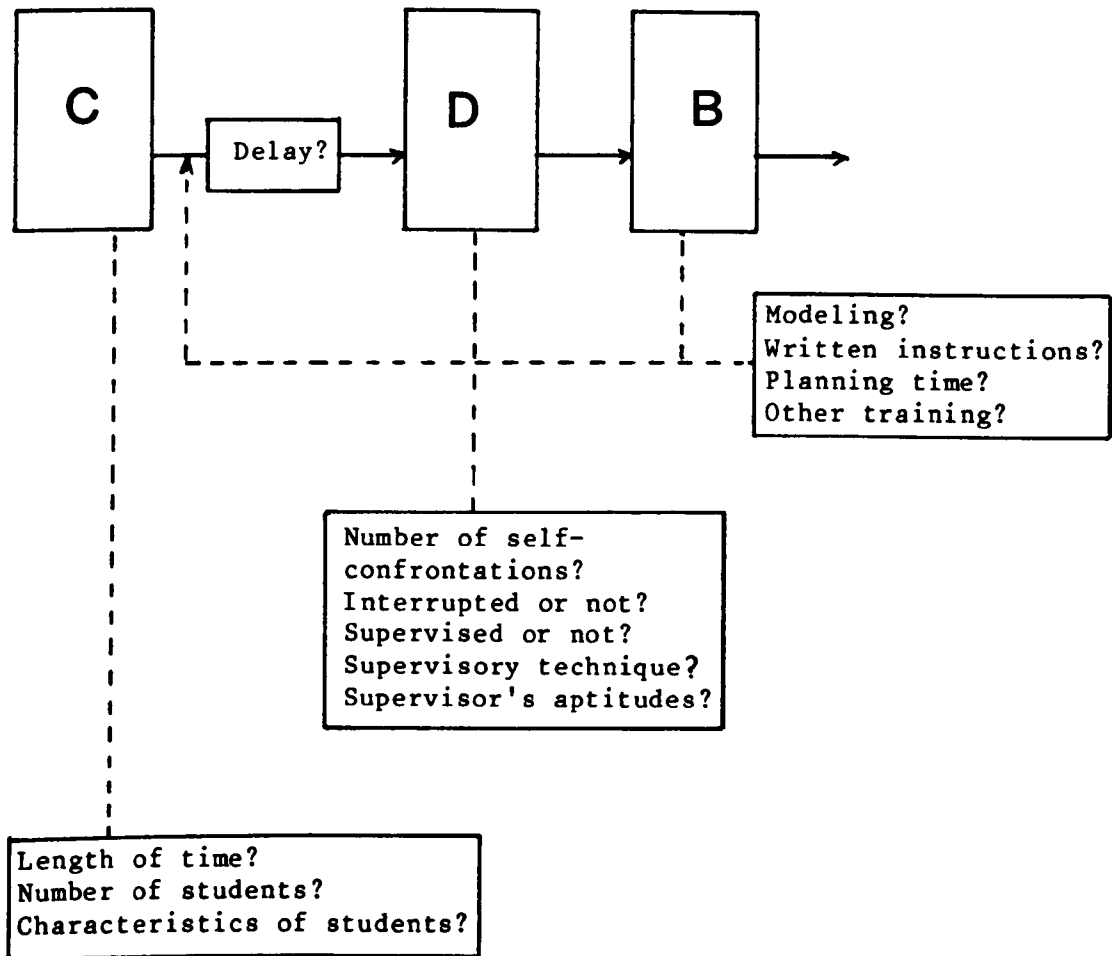 C
Delay?
D
B
Modeling?
Written instructions?
Planning time?
Other training?
Number of self-
confrontations?
Interrupted or not?
Supervised or not?
Supervisory technique?
Supervisor's aptitudes?
Length of time?
Number of students?
Characteristics of students?